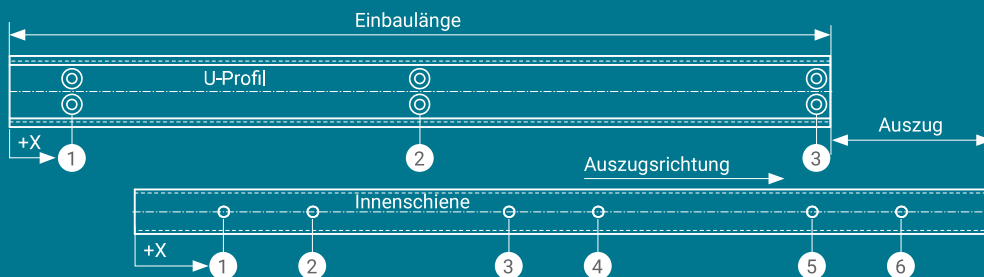 Einbaulänge
U-Profil
+X
1 2 3
Auszug
Auszugsrichtung
Innenschiene
+X
1 2 3 4 5 6